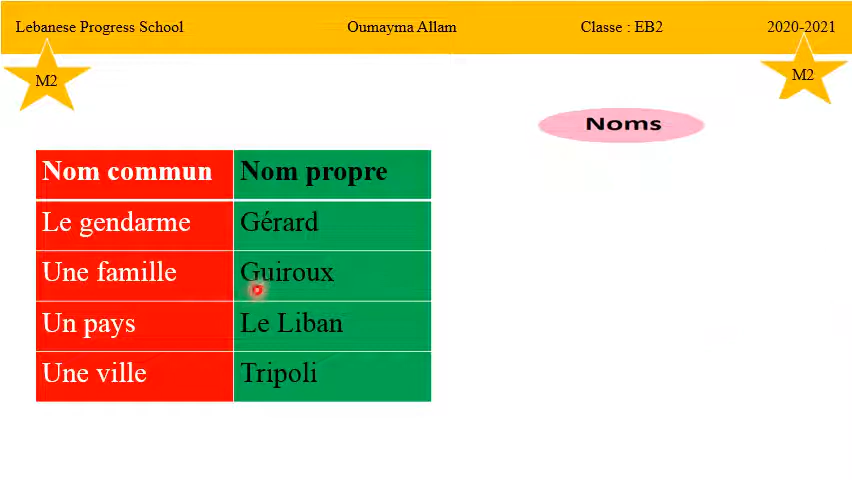 Lebanese Progress School Oumayma Allam Classe : EB2 2020-2021
M2 M2
Noms
Nom commun Nom propre
Le gendarme Gérard
Une famille Guiroux
Un pays Le Liban
Une ville Tripoli